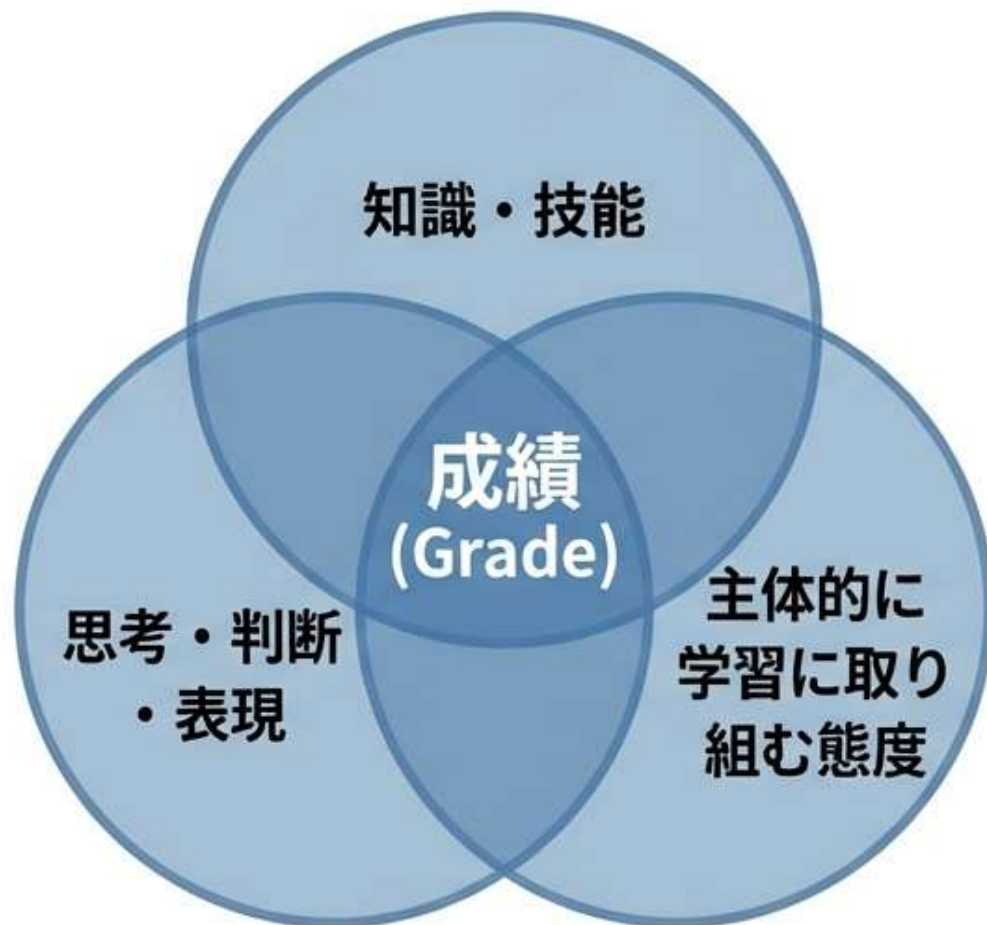 知識・技能
成績
(Grade)
思考・判断
・表現
主体的に
学習に取り
組む態度